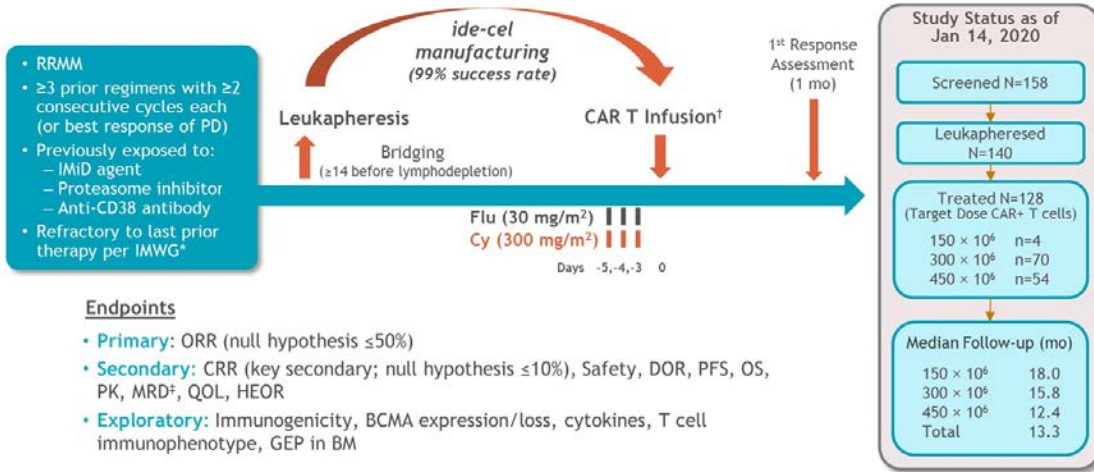 • RRMM
• ≥3 prior regimens with ≥2
consecutive cycles each
(or best response of PD)
• Previously exposed to:
– IMiD agent
– Proteasome inhibitor
– Anti-CD38 antibody
• Refractory to last prior
therapy per IMWG*
ide-cel
manufacturing
(99% success rate)
Leukapheresis
CAR T Infusion†
1st Response
Assessment
(1 mo)
Bridging
(≥14 before lymphodepletion)
Flu (30 mg/m²)
Cy (300 mg/m²)
Days -5,-4,-3 0
Endpoints
• Primary: ORR (null hypothesis ≤50%)
• Secondary: CRR (key secondary; null hypothesis ≤10%), Safety, DOR, PFS, OS,
PK, MRD‡, QOL, HEOR
• Exploratory: Immunogenicity, BCMA expression/loss, cytokines, T cell
immunophenotype, GEP in BM
Study Status as of
Jan 14, 2020
Screened N=158
Leukapheresed
N=140
Treated N=128
(Target Dose CAR+ T cells)
150 × 10⁶ n=4
300 × 10⁶ n=70
450 × 10⁶ n=54
Median Follow-up (mo)
150 × 10⁶ 18.0
300 × 10⁶ 15.8
450 × 10⁶ 12.4
Total 13.3